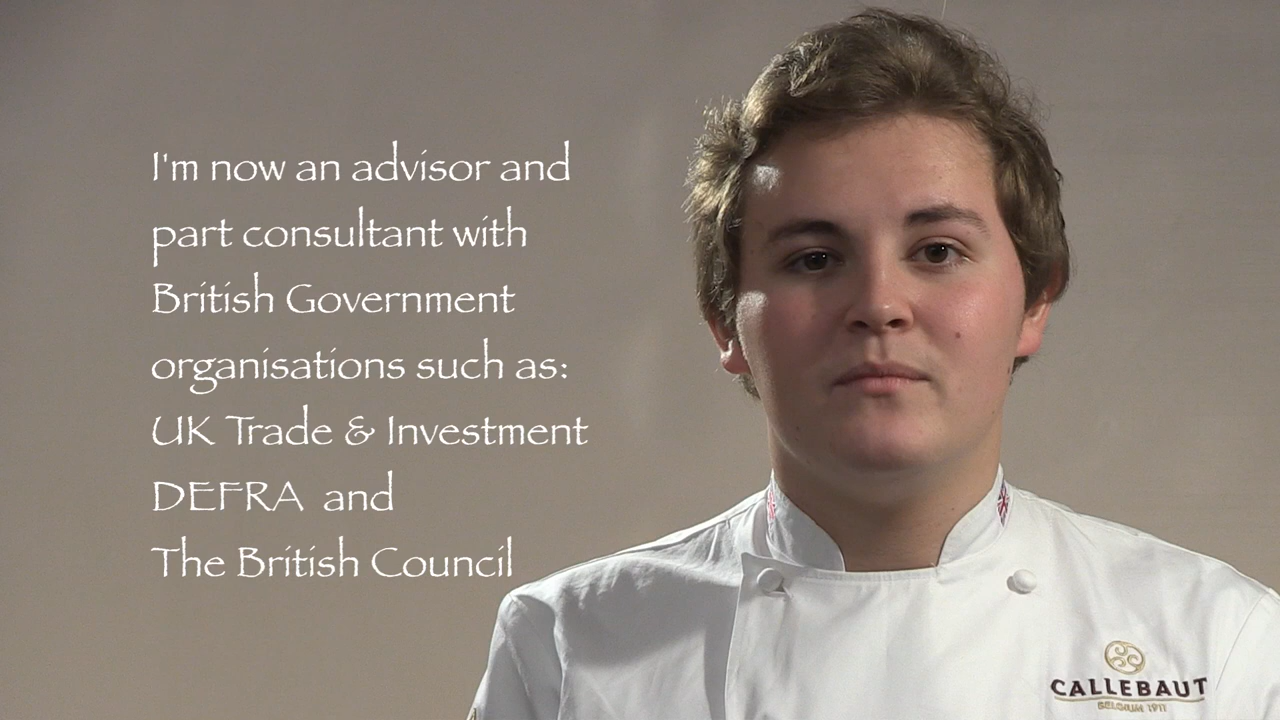 I'm now an advisor and
part consultant with
British Government
organisations such as:
UK Trade & Investment
DEFRA and
The British Council
CALLEBAUT
BELGIUM 1911